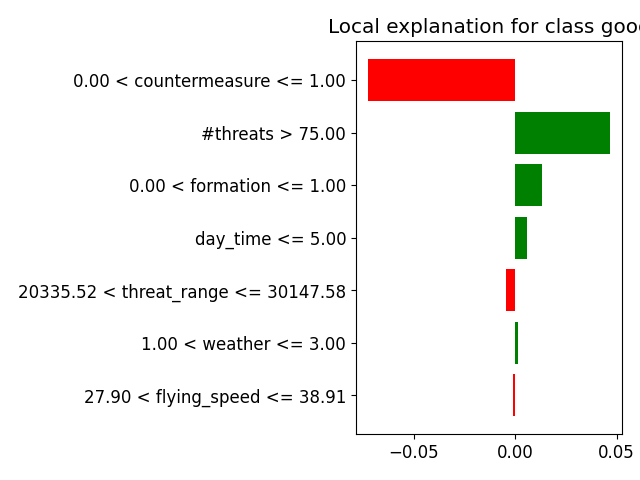 Local explanation for class goo
0.00 < countermeasure <= 1.00
#threats > 75.00
0.00 < formation <= 1.00
day_time <= 5.00
20335.52 < threat_range <= 30147.58
1.00 < weather <= 3.00
27.90 < flying_speed <= 38.91
−0.05 0.00 0.05